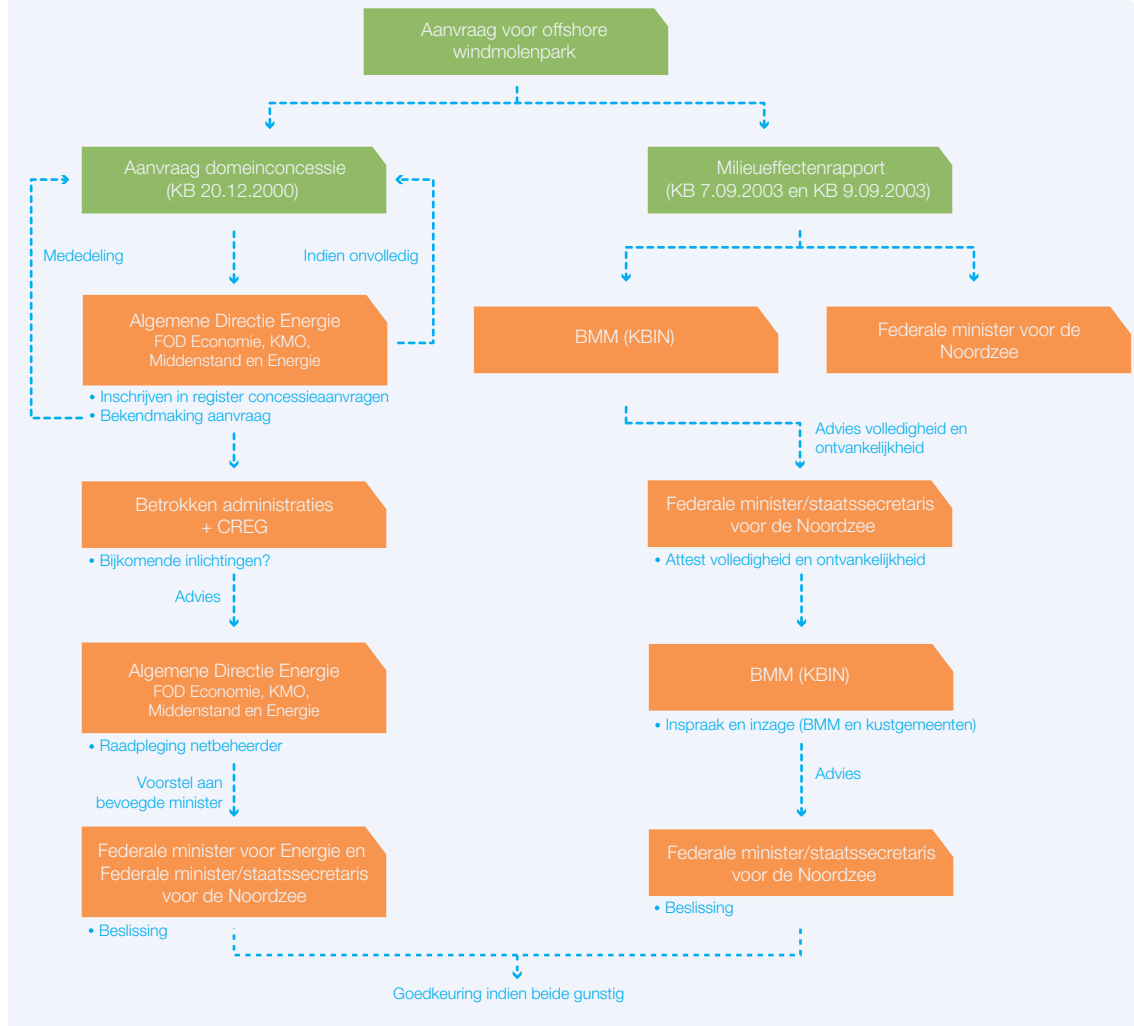 Aanvraag voor offshore
windmolenpark
Aanvraag domeinconcessie
(KB 20.12.2000)
Milieueffectenrapport
(KB 7.09.2003 en KB 9.09.2003)
Mededeling
Indien onvolledig
Algemene Directie Energie
FOD Economie, KMO,
Middenstand en Energie
• Inschrijven in register concessieaanvragen
• Bekendmaking aanvraag
BMM (KBIN)
Federale minister voor de
Noordzee
Advies volledigheid en
ontvankelijkheid
Betrokken administraties
+ CREG
• Bijkomende inlichtingen?
Federale minister/staatssecretaris
voor de Noordzee
• Attest volledigheid en ontvankelijkheid
Advies
Algemene Directie Energie
FOD Economie, KMO,
Middenstand en Energie
• Raadpleging netbeheerder
BMM (KBIN)
• Inspraak en inzage (BMM en kustgemeenten)
Voorstel aan
bevoegde minister
Advies
Federale minister voor Energie en
Federale minister/staatssecretaris
voor de Noordzee
• Beslissing
Federale minister/staatssecretaris
voor de Noordzee
• Beslissing
Goedkeuring indien beide gunstig